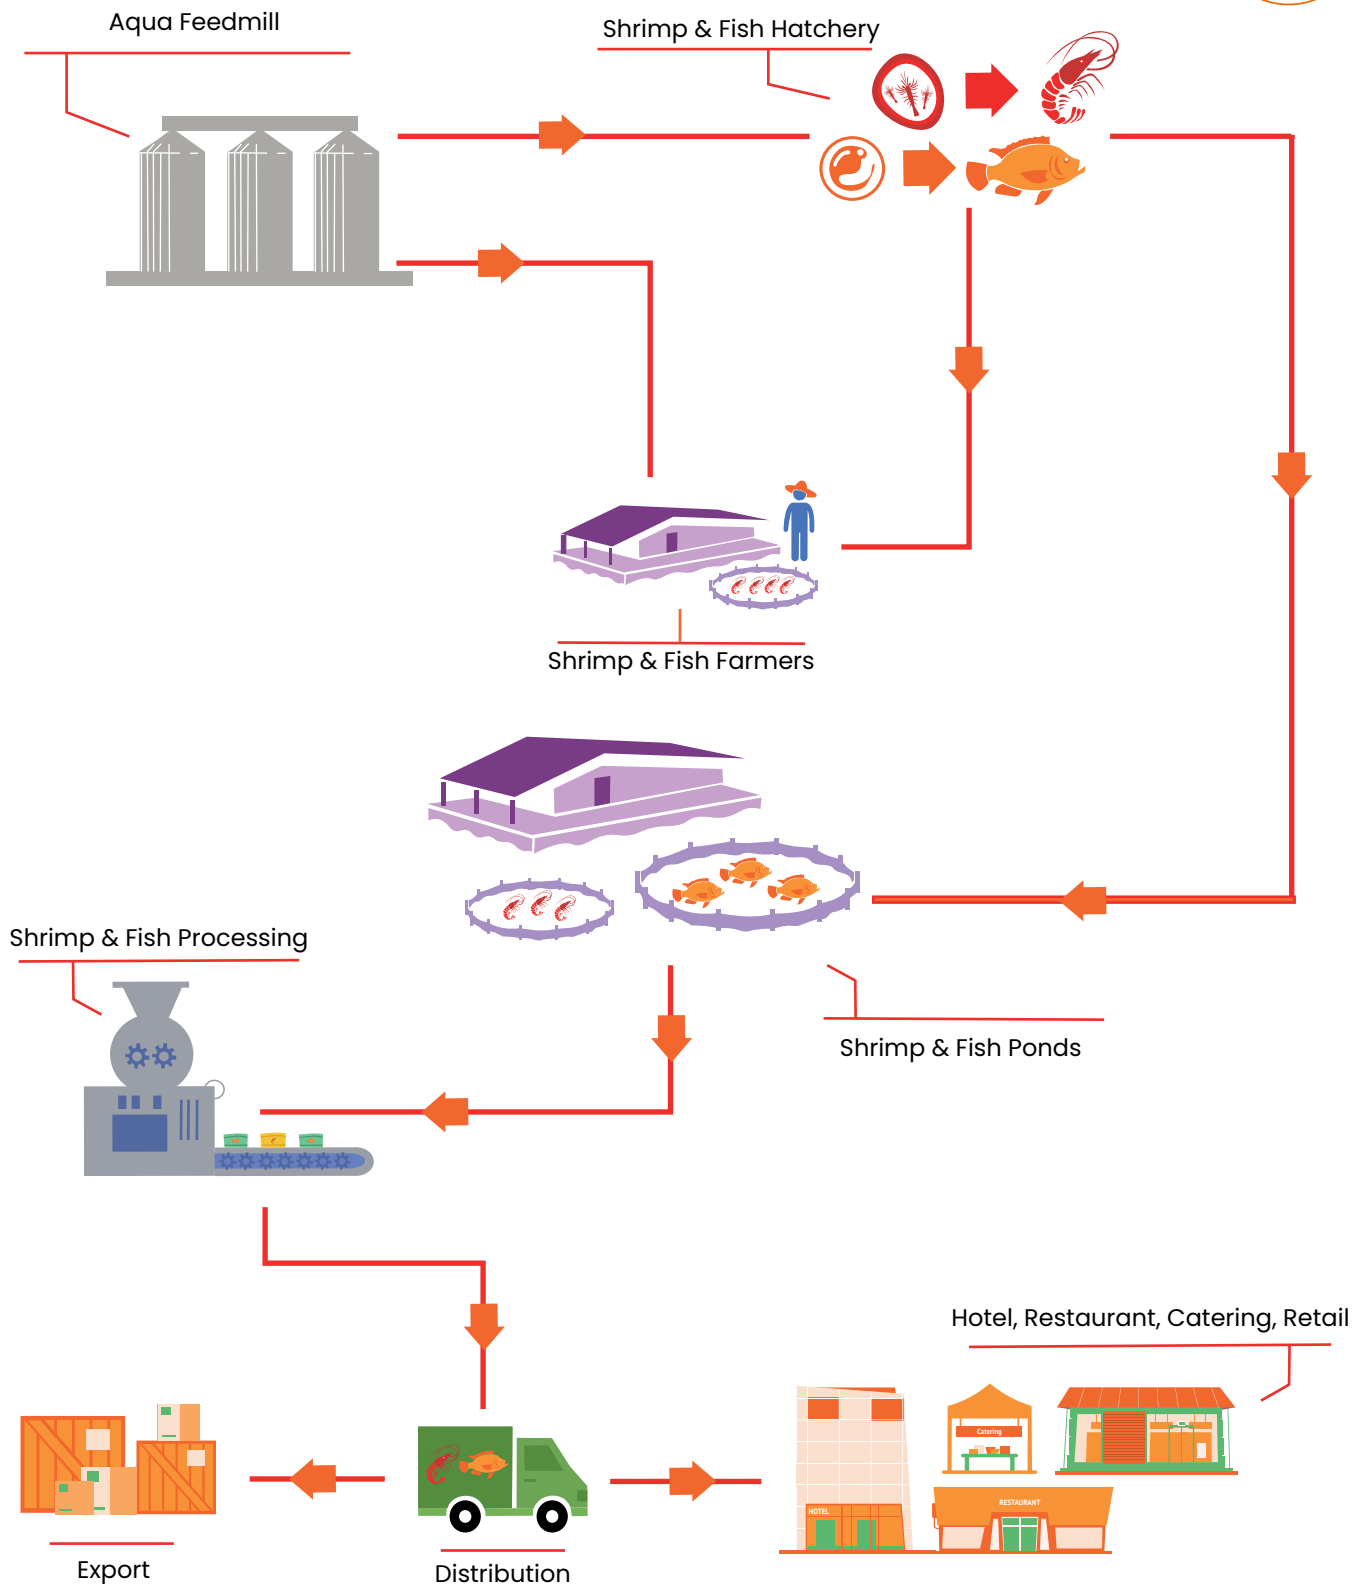 Aqua Feedmill
Shrimp & Fish Hatchery
Shrimp & Fish Farmers
Shrimp & Fish Processing
Shrimp & Fish Ponds
Hotel, Restaurant, Catering, Retail
Catering
RESTAURANT
HOTEL
Export
Distribution